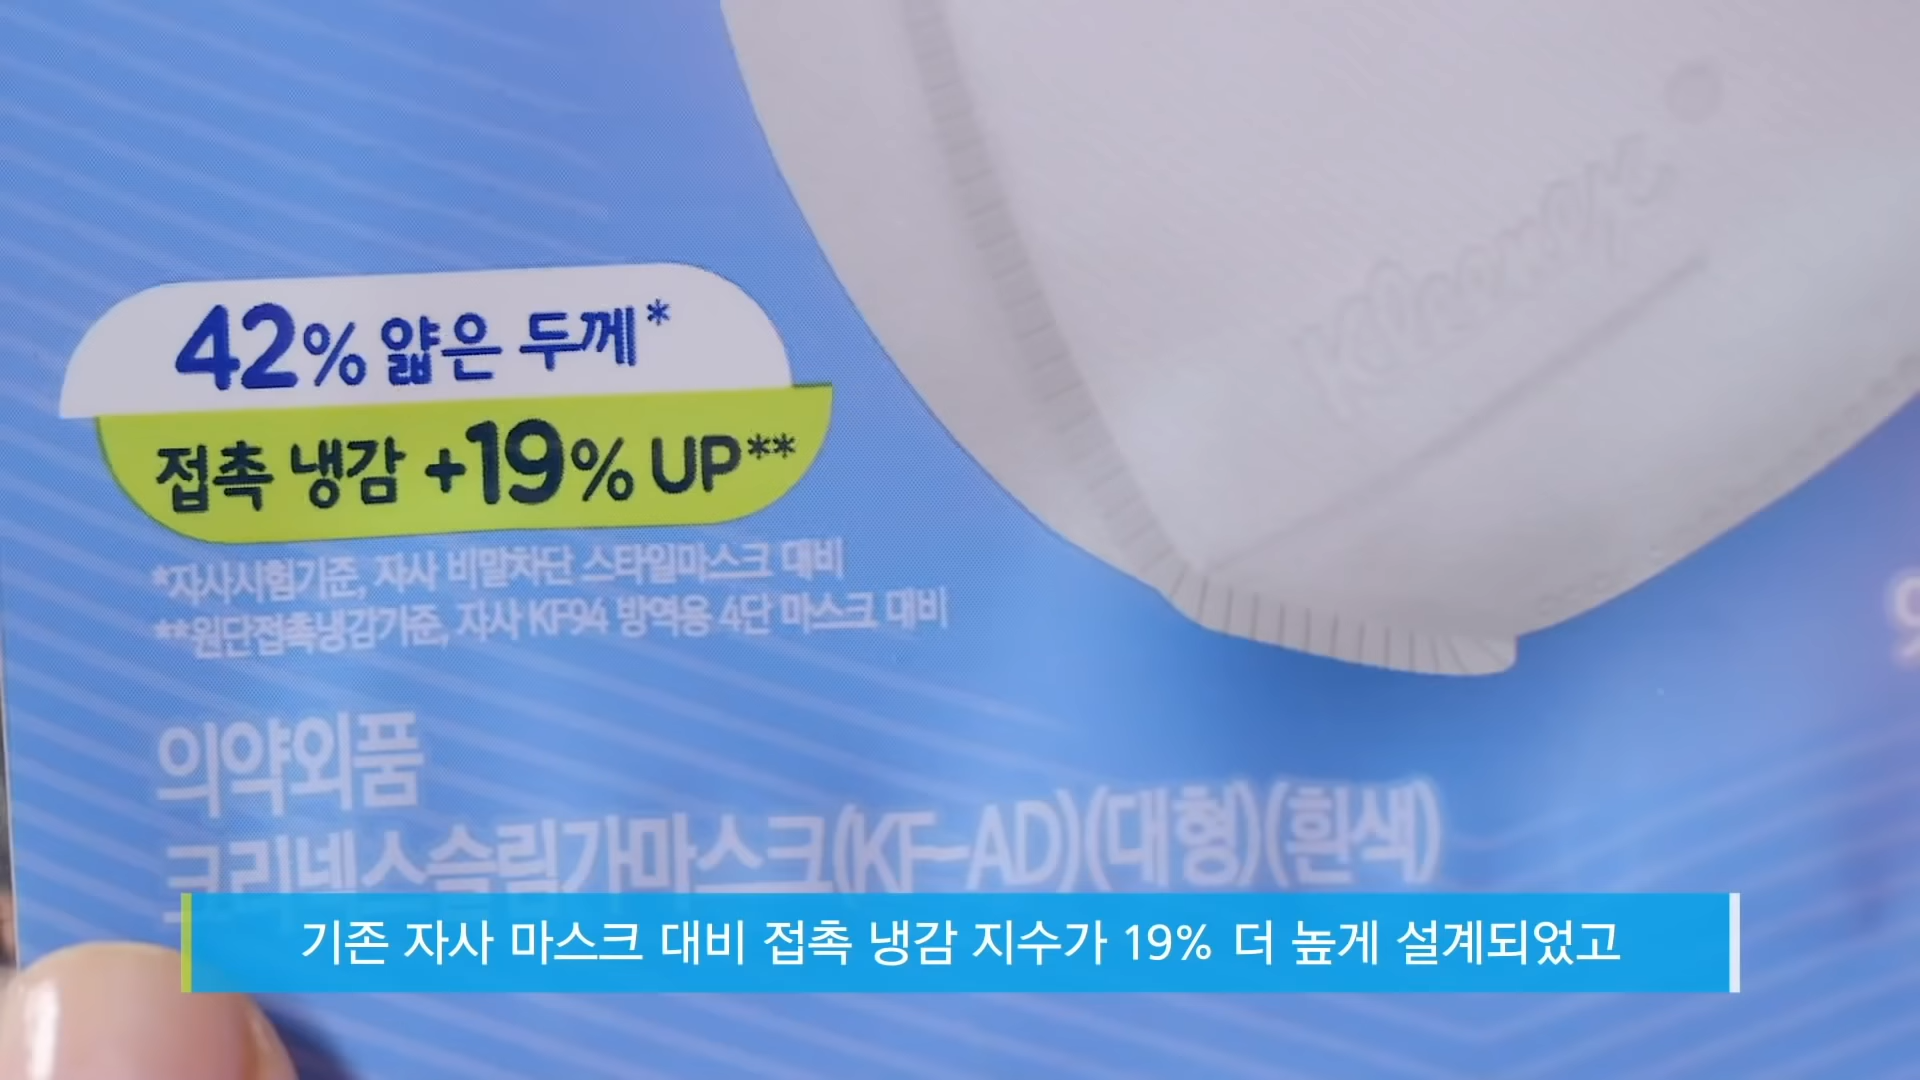 Kleenex
42% 얇은 두께*
접촉 냉감 +19% UP**
*자사시험기준, 자사 비말차단 스타일마스크 대비
**원단접촉냉감기준, 자사 KF94 방역용 4단 마스크 대비
의약외품
크리넥스슬림가마스크(KF-AD)(대형)(흰색)
기존 자사 마스크 대비 접촉 냉감 지수가 19% 더 높게 설계되었고